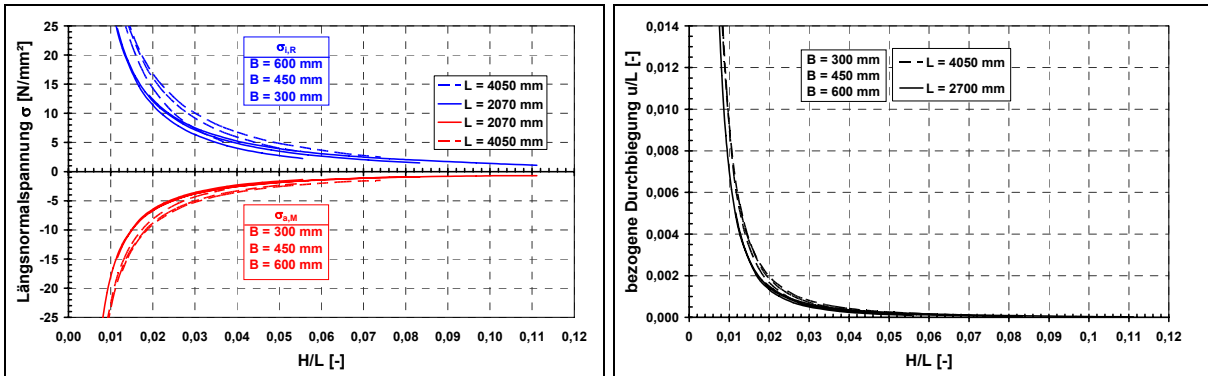 Längsnormalspannung σ [N/mm²]
25
20
15
10
5
0
-5
-10
-15
-20
-25
σi,R
B = 600 mm
B = 450 mm
B = 300 mm
L = 4050 mm
L = 2070 mm
L = 2070 mm
L = 4050 mm
σa,M
B = 300 mm
B = 450 mm
B = 600 mm
0,00 0,01 0,02 0,03 0,04 0,05 0,06 0,07 0,08 0,09 0,10 0,11 0,12
H/L [-]
bezogene Durchbiegung u/L [-]
0,014
0,012
0,010
0,008
0,006
0,004
0,002
0,000
B = 300 mm
B = 450 mm
B = 600 mm
L = 4050 mm
L = 2700 mm
0 0,01 0,02 0,03 0,04 0,05 0,06 0,07 0,08 0,09 0,1 0,11 0,12
H/L [-]